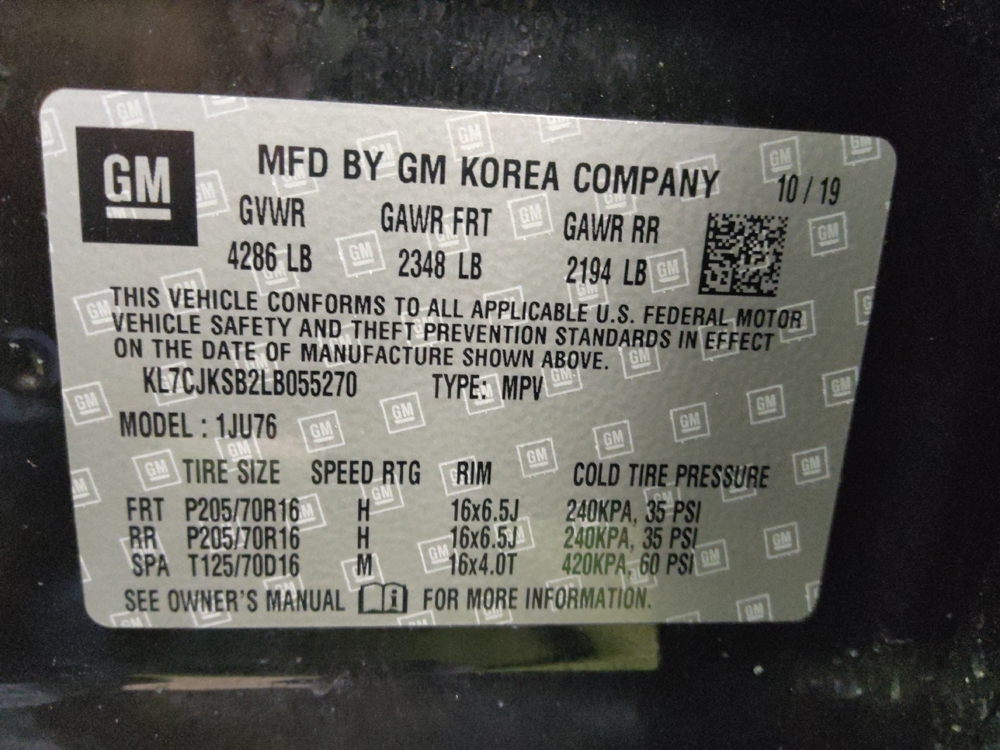 GM
MFD BY GM KOREA COMPANY 10 / 19
GVWR GAWR FRT GAWR RR
4286 LB 2348 LB 2194 LB
THIS VEHICLE CONFORMS TO ALL APPLICABLE U.S. FEDERAL MOTOR
VEHICLE SAFETY AND THEFT PREVENTION STANDARDS IN EFFECT
ON THE DATE OF MANUFACTURE SHOWN ABOVE.
KL7CJKSB2LB055270 TYPE: MPV
MODEL : 1JU76
TIRE SIZE SPEED RTG RIM COLD TIRE PRESSURE
FRT P205/70R16 H 16x6.5J 240KPA, 35 PSI
RR P205/70R16 H 16x6.5J 240KPA, 35 PSI
SPA T125/70D16 M 16x4.0T 420KPA, 60 PSI
SEE OWNER'S MANUAL i FOR MORE INFORMATION.